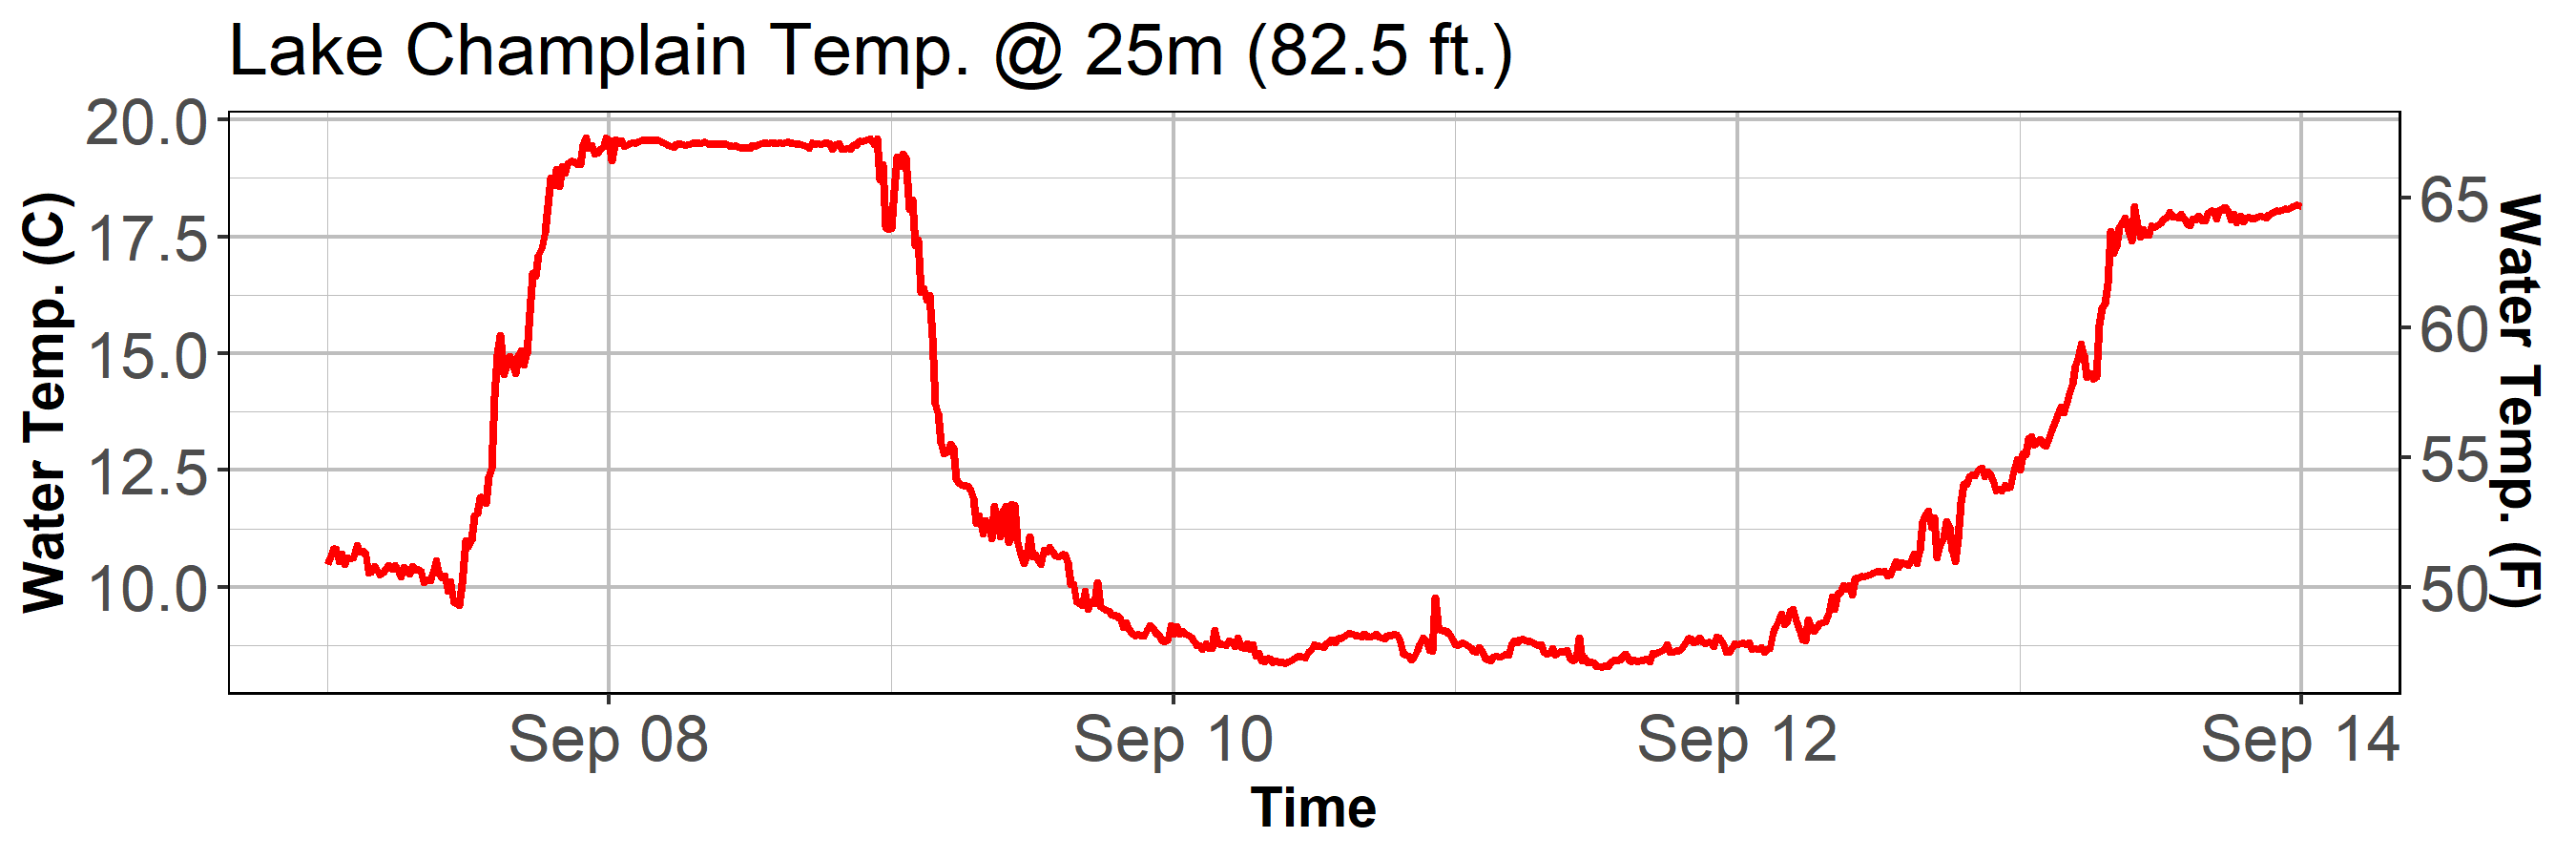 Lake Champlain Temp. @ 25m (82.5 ft.)
Water Temp. (C)
20.0
17.5
15.0
12.5
10.0
65
60
55
50
Water Temp. (F)
Sep 08 Sep 10 Sep 12 Sep 14
Time